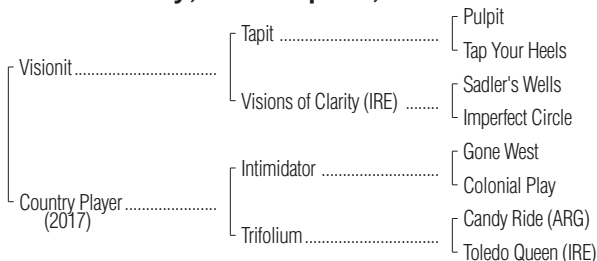 Tapit
Pulpit
Tap Your Heels
Visionit
Visions of Clarity (IRE)
Sadler's Wells
Imperfect Circle
Intimidator
Gone West
Colonial Play
Country Player
(2017)
Trifolium
Candy Ride (ARG)
Toledo Queen (IRE)